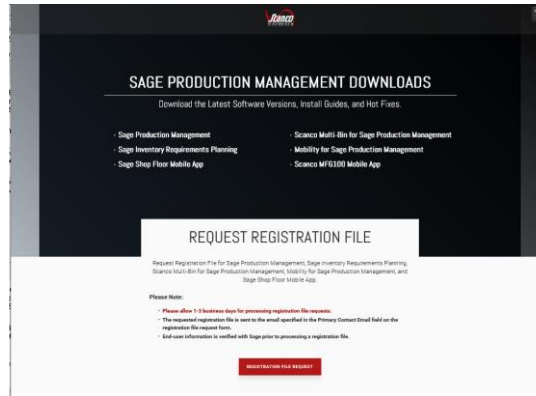 Scanco
SAGE PRODUCTION MANAGEMENT DOWNLOADS
Download the Latest Software Versions, Install Guides, and Hot Fixes.
- Sage Production Management
- Sage Inventory Requirements Planning
- Sage Shop Floor Mobile App
- Scanco Multi-Bin for Sage Production Management
- Mobility for Sage Production Management
- Scanco MFG100 Mobile App
REQUEST REGISTRATION FILE
Request Registration File for Sage Production Management, Sage Inventory Requirements Planning,
Scanco Multi-Bin for Sage Production Management, Mobility for Sage Production Management, and
Sage Shop Floor Mobile App.
Please Note:
- Please allow 1-3 business days for processing registration file requests.
- The requested registration file is sent to the email specified in the Primary Contact Email field on the
registration file request form.
- End-user information is verified with Sage prior to processing a registration file.
REGISTRATION FILE REQUEST